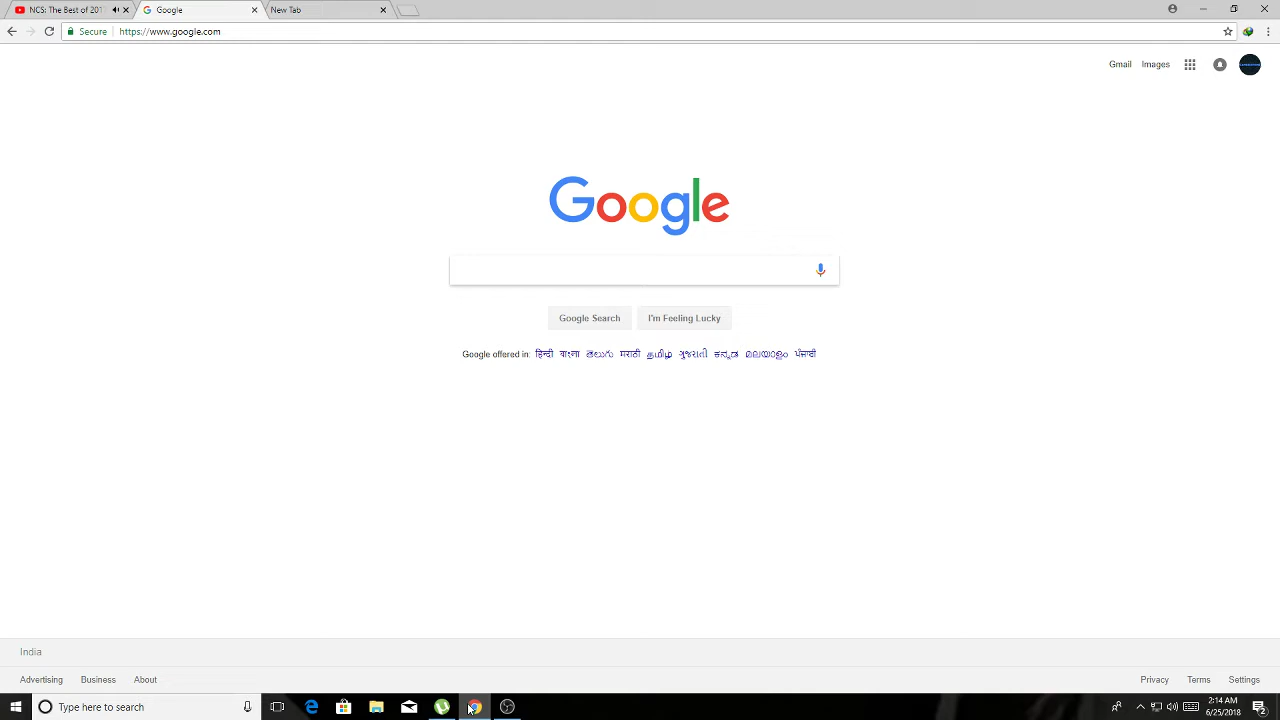 NCS: The Best of 201
Google
New Tab
Secure
https://www.google.com
Gmail
Images
Google
Google Search
I'm Feeling Lucky
Google offered in: हिन्दी বাংলা తెలుగు मराठी தமிழ் ગુજરાતી ಕನ್ನಡ മലയാളം ਪੰਜਾਬੀ
India
Advertising
Business
About
Privacy
Terms
Settings
Type here to search
2:14 AM
6/25/2018
2